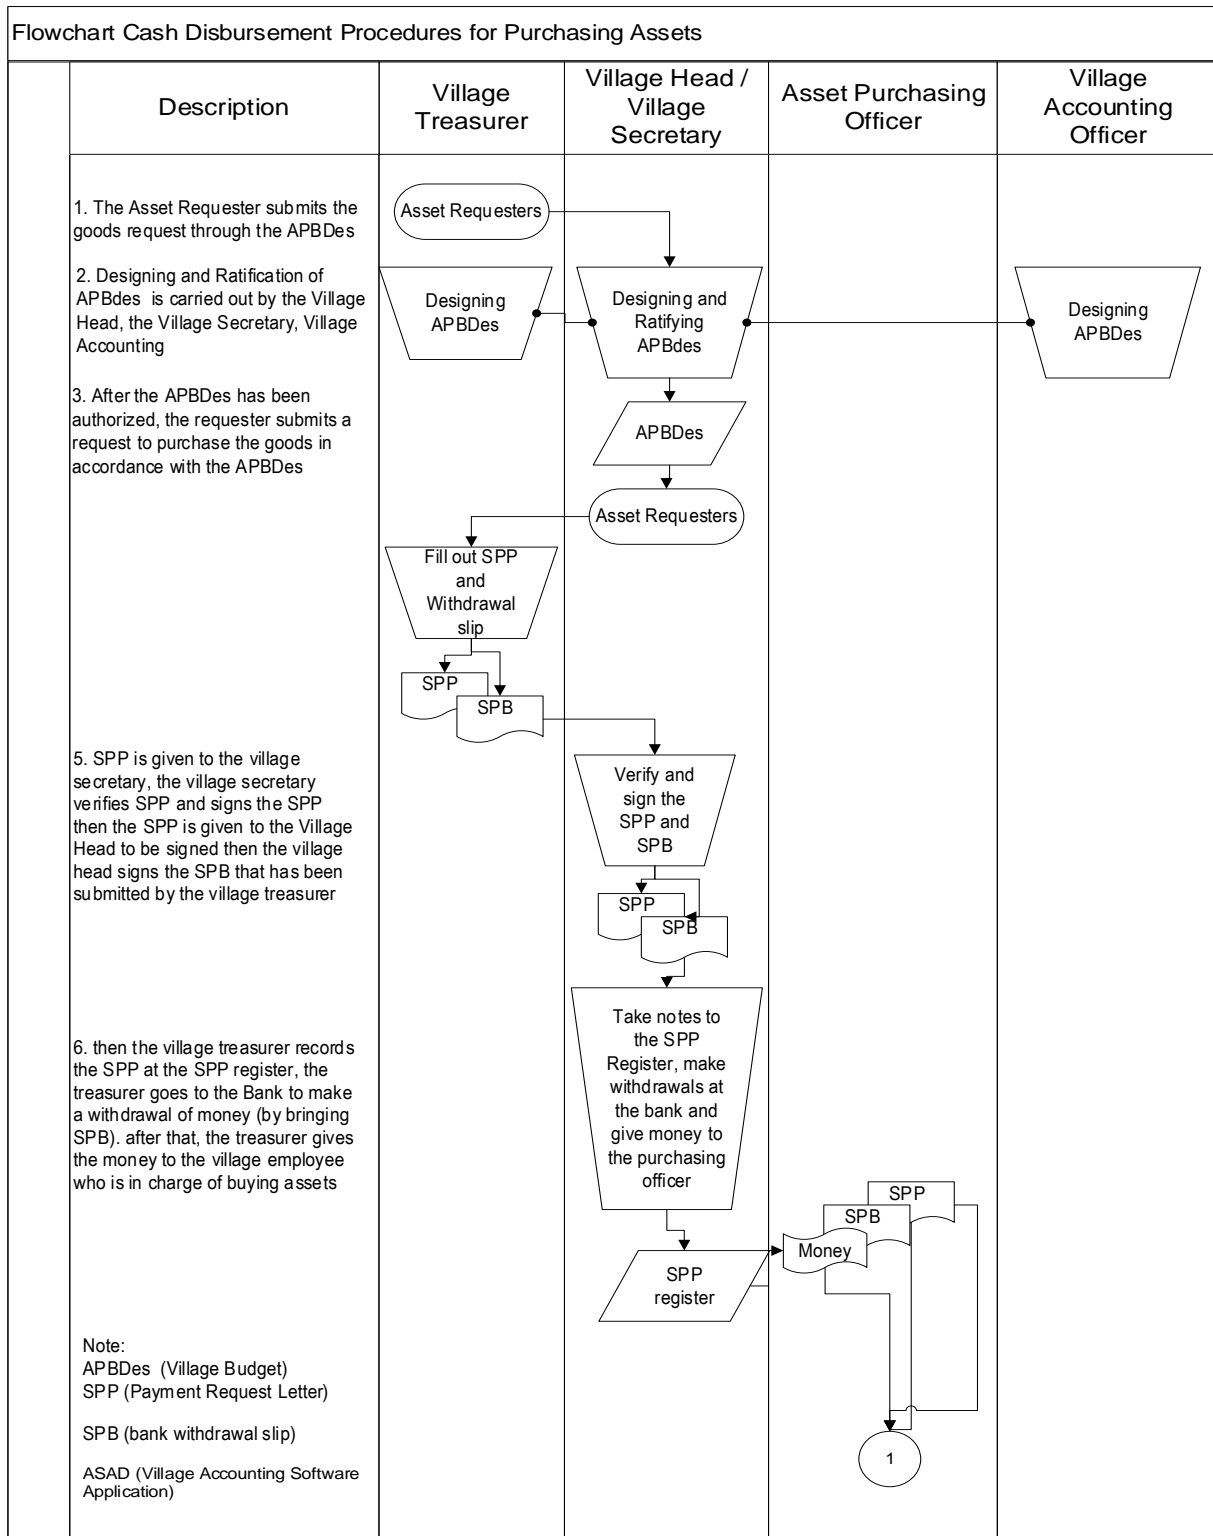 Flowchart Cash Disbursement Procedures for Purchasing Assets
Description
Village
Treasurer
Village Head /
Village
Secretary
Asset Purchasing
Officer
Village
Accounting
Officer
1. The Asset Requester submits the
goods request through the APBDes
Asset Requesters
2. Designing and Ratification of
APBdes is carried out by the Village
Head, the Village Secretary, Village
Accounting
Designing
APBDes
Designing and
Ratifying
APBdes
Designing
APBDes
3. After the APBDes has been
authorized, the requester submits a
request to purchase the goods in
accordance with the APBDes
APBDes
Asset Requesters
Fill out SPP
and
Withdrawal
slip
SPP
SPB
5. SPP is given to the village
secretary, the village secretary
verifies SPP and signs the SPP
then the SPP is given to the Village
Head to be signed then the village
head signs the SPB that has been
submitted by the village treasurer
Verify and
sign the
SPP and
SPB
SPP
SPB
6. then the village treasurer records
the SPP at the SPP register, the
treasurer goes to the Bank to make
a withdrawal of money (by bringing
SPB). after that, the treasurer gives
the money to the village employee
who is in charge of buying assets
Take notes to
the SPP
Register, make
withdrawals at
the bank and
give money to
the purchasing
officer
SPP
SPB
Money
SPP
register
1
Note:
APBDes (Village Budget)
SPP (Payment Request Letter)
SPB (bank withdrawal slip)
ASAD (Village Accounting Software
Application)